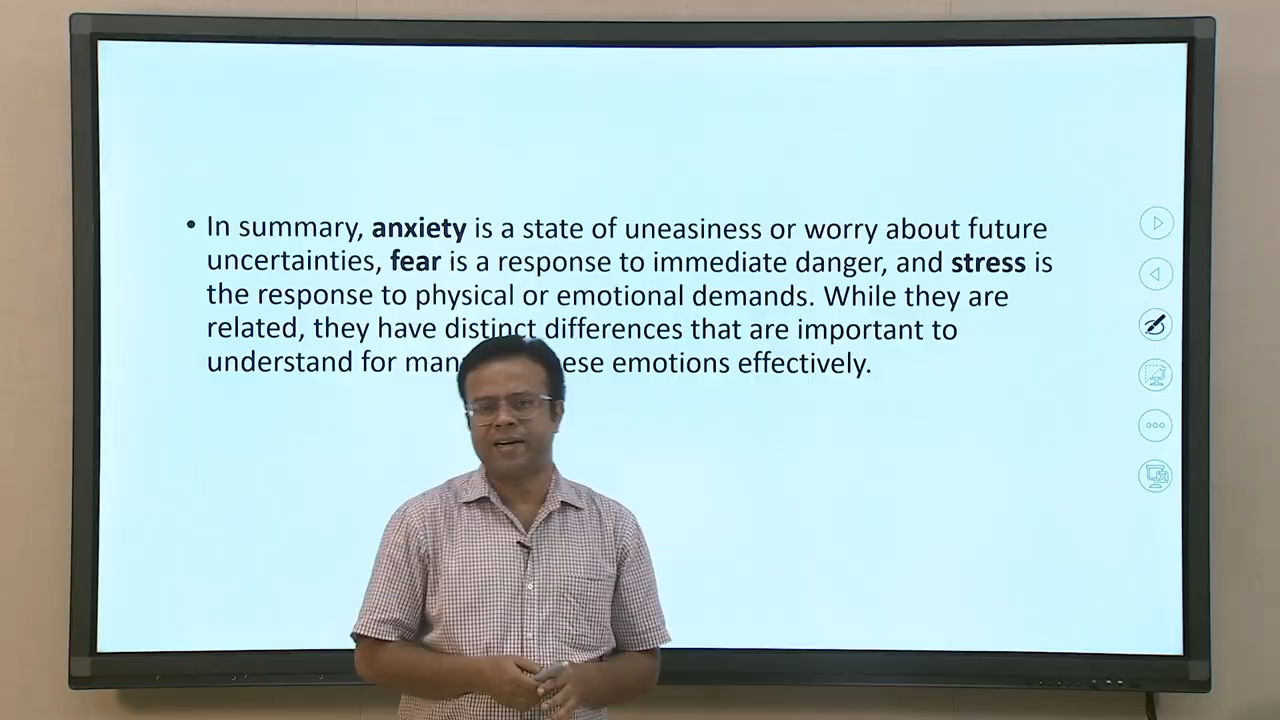 • In summary, anxiety is a state of uneasiness or worry about future
uncertainties, fear is a response to immediate danger, and stress is
the response to physical or emotional demands. While they are
related, they have distinct differences that are important to
understand for emotions effectively.